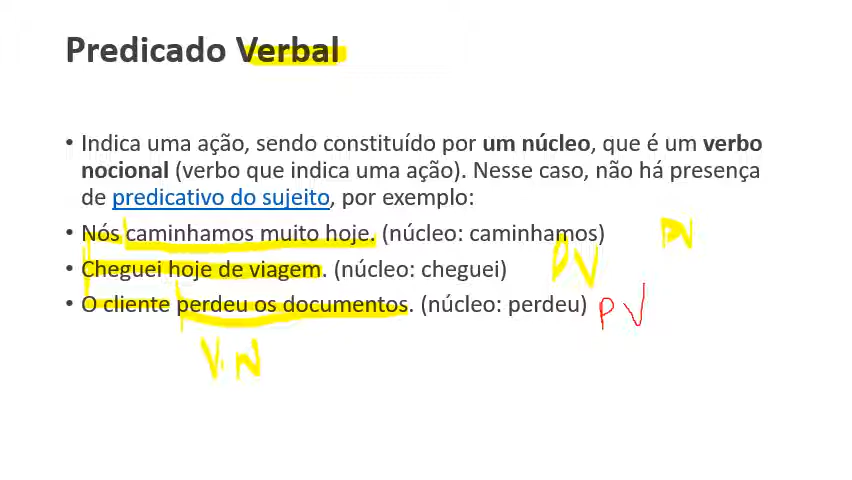 Predicado Verbal
• Indica uma ação, sendo constituído por um núcleo, que é um verbo
nocional (verbo que indica uma ação). Nesse caso, não há presença
de predicativo do sujeito, por exemplo:
• Nós caminhamos muito hoje. (núcleo: caminhamos) PV
• Cheguei hoje de viagem. (núcleo: cheguei) PV
• O cliente perdeu os documentos. (núcleo: perdeu) PV
V.N